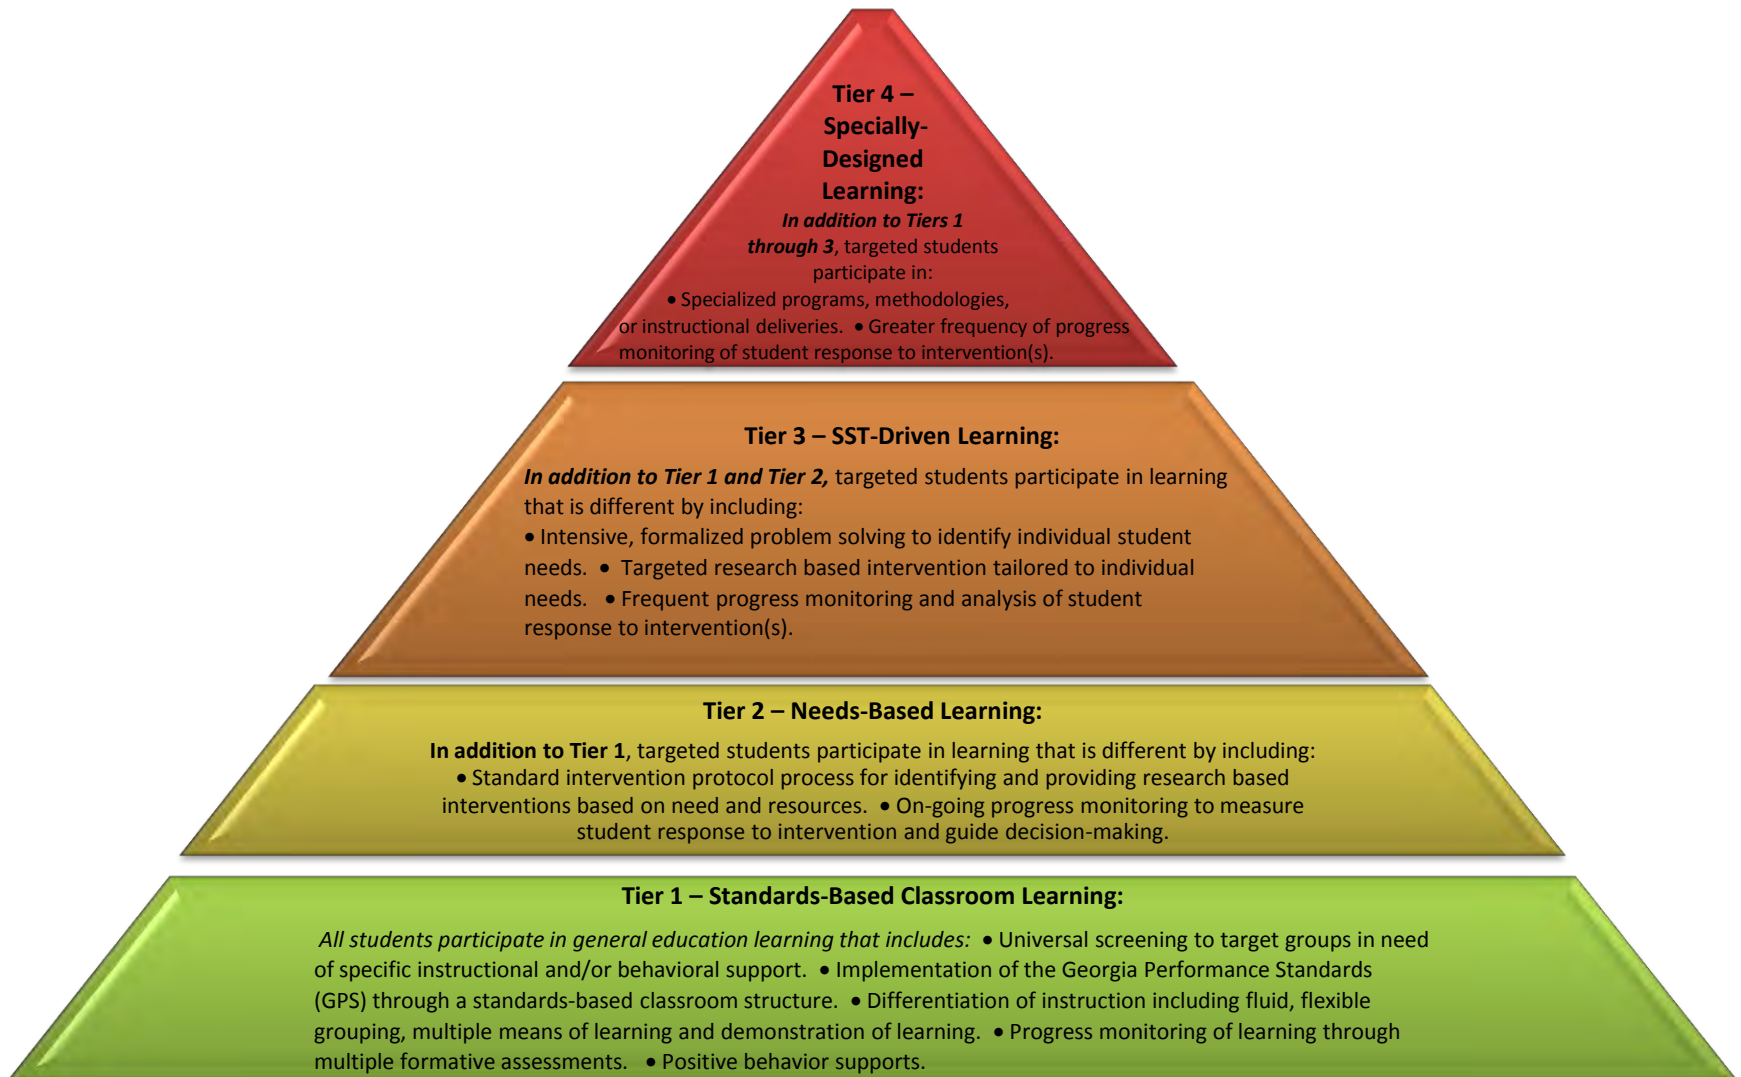 Tier 4 –
Specially-
Designed
Learning:
In addition to Tiers 1
through 3, targeted students
participate in:
• Specialized programs, methodologies,
or instructional deliveries. • Greater frequency of progress
monitoring of student response to intervention(s).
Tier 3 – SST-Driven Learning:
In addition to Tier 1 and Tier 2, targeted students participate in learning
that is different by including:
• Intensive, formalized problem solving to identify individual student
needs. • Targeted research based intervention tailored to individual
needs. • Frequent progress monitoring and analysis of student
response to intervention(s).
Tier 2 – Needs-Based Learning:
In addition to Tier 1, targeted students participate in learning that is different by including:
• Standard intervention protocol process for identifying and providing research based
interventions based on need and resources. • On-going progress monitoring to measure
student response to intervention and guide decision-making.
Tier 1 – Standards-Based Classroom Learning:
All students participate in general education learning that includes: • Universal screening to target groups in need
of specific instructional and/or behavioral support. • Implementation of the Georgia Performance Standards
(GPS) through a standards-based classroom structure. • Differentiation of instruction including fluid, flexible
grouping, multiple means of learning and demonstration of learning. • Progress monitoring of learning through
multiple formative assessments. • Positive behavior supports.